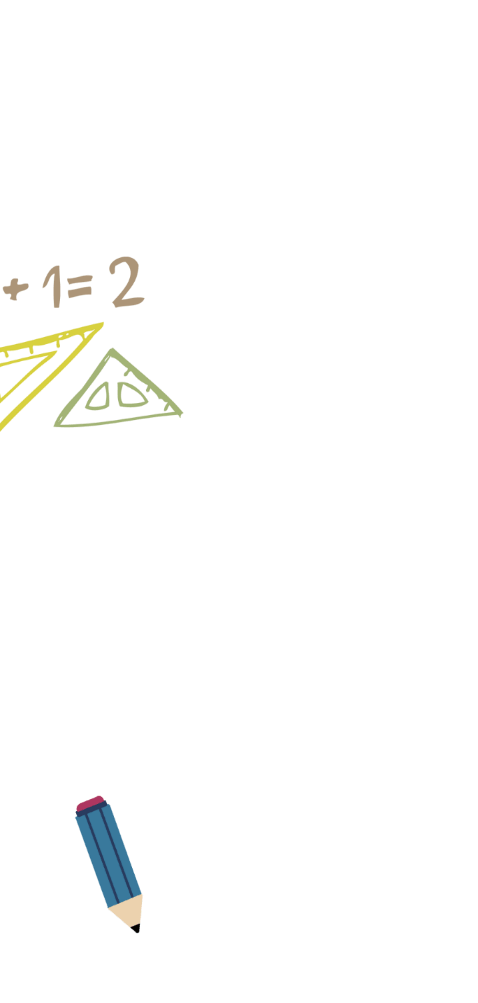 + 1 = 2